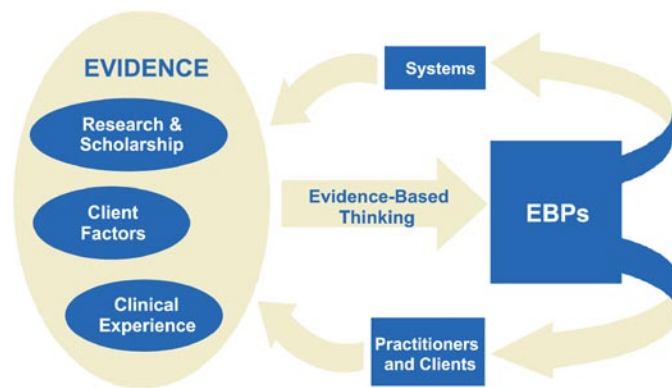 EVIDENCE
Research &
Scholarship
Client
Factors
Clinical
Experience
Evidence-Based
Thinking
EBPs
Systems
Practitioners
and Clients